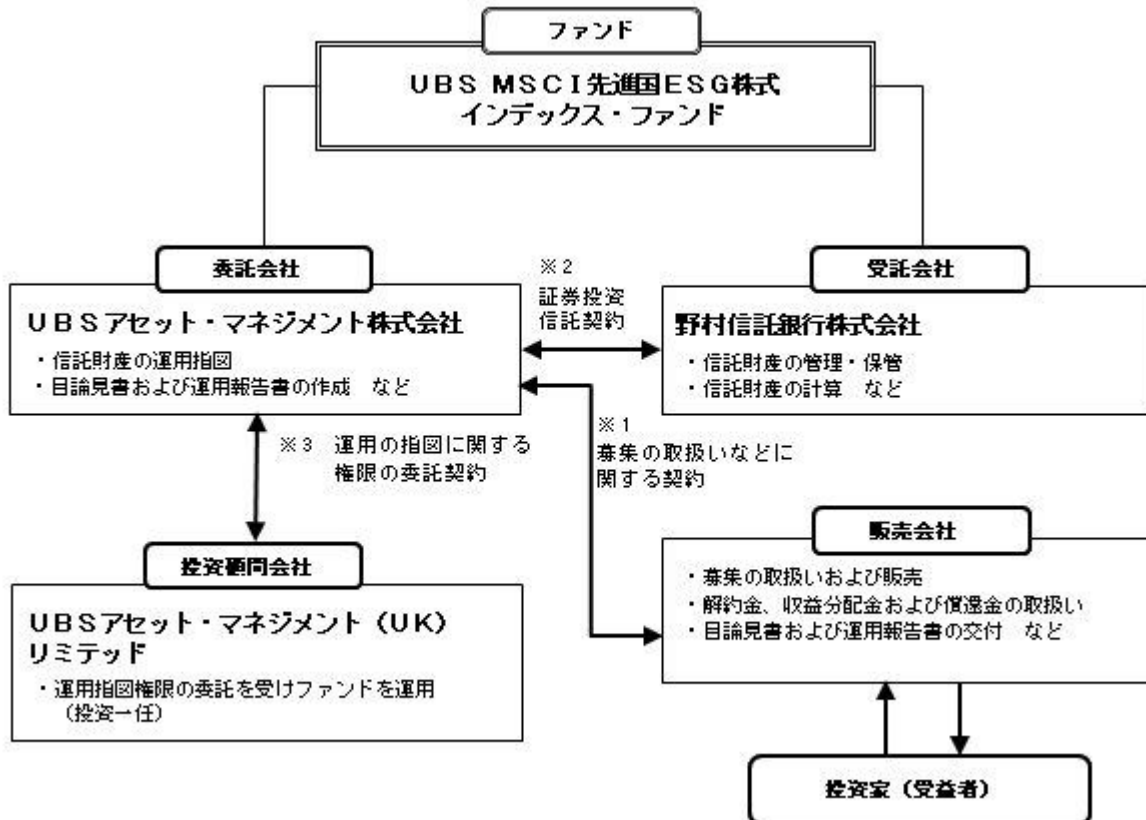 ファンド
UBS MSCI先進国ESG株式
インデックス・ファンド
委託会社
UBSアセット・マネジメント株式会社
・信託財産の運用指図
・目論見書および運用報告書の作成 など
※2
証券投資
信託契約
受託会社
野村信託銀行株式会社
・信託財産の管理・保管
・信託財産の計算 など
※3 運用の指図に関する
権限の委託契約
※1
募集の取扱いなどに
関する契約
投資顧問会社
UBSアセット・マネジメント(UK)
リミテッド
・運用指図権限の委託を受けファンドを運用
(投資一任)
販売会社
・募集の取扱いおよび販売
・解約金、収益分配金および償還金の取扱い
・目論見書および運用報告書の交付 など
投資家(受益者)